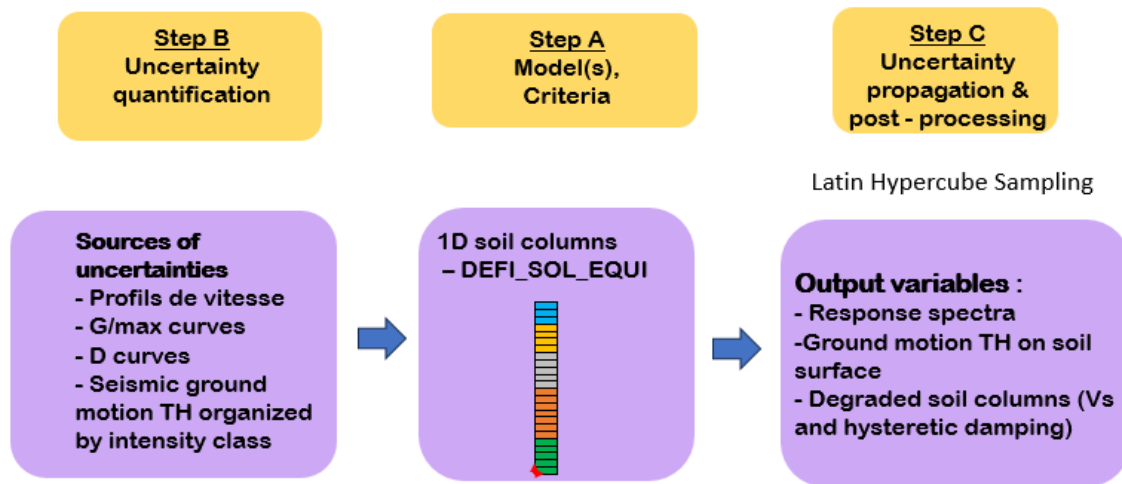 Step B
Uncertainty
quantification
Step A
Model(s),
Criteria
Step C
Uncertainty
propagation &
post - processing
Latin Hypercube Sampling
Sources of
uncertainties
- Profils de vitesse
- G/max curves
- D curves
- Seismic ground
motion TH organized
by intensity class
1D soil columns
– DEFI_SOL_EQUI
Output variables :
- Response spectra
-Ground motion TH on soil
surface
- Degraded soil columns (Vs
and hysteretic damping)